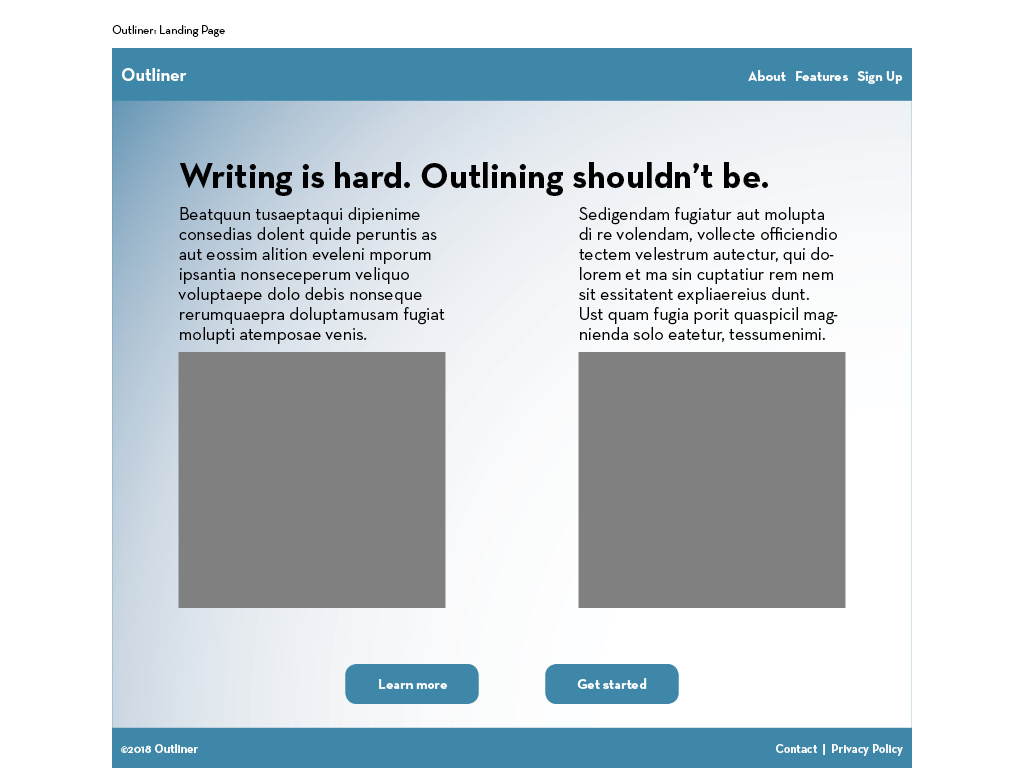 Outliner: Landing Page
Outliner
About Features Sign Up
Writing is hard. Outlining shouldn’t be.
Beatquun tusaeptaqui dipienime
consedias dolent quide peruntis as
aut eossim alition eveleni mporum
ipsantia nonseceperum veliquo
voluptaepe dolo debis nonseque
rerumquaepra doluptamusam fugiat
molupti atemposae venis.
Sedigendam fugiatur aut molupta
di re volendam, vollecte officiendio
tectem velestrum autectur, qui do-
lorem et ma sin cuptatiur rem nem
sit essitatent expliaereius dunt.
Ust quam fugia porit quaspicil mag-
nienda solo eatetur, tessumenimi.
Learn more
Get started
©2018 Outliner
Contact | Privacy Policy